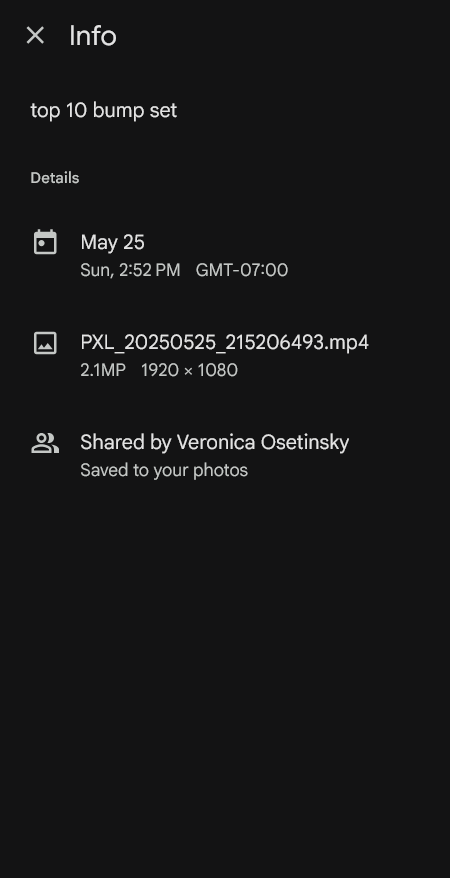 Info
top 10 bump set
Details
May 25
Sun, 2:52 PM GMT-07:00
PXL_20250525_215206493.mp4
2.1MP 1920 × 1080
Shared by Veronica Osetinsky
Saved to your photos